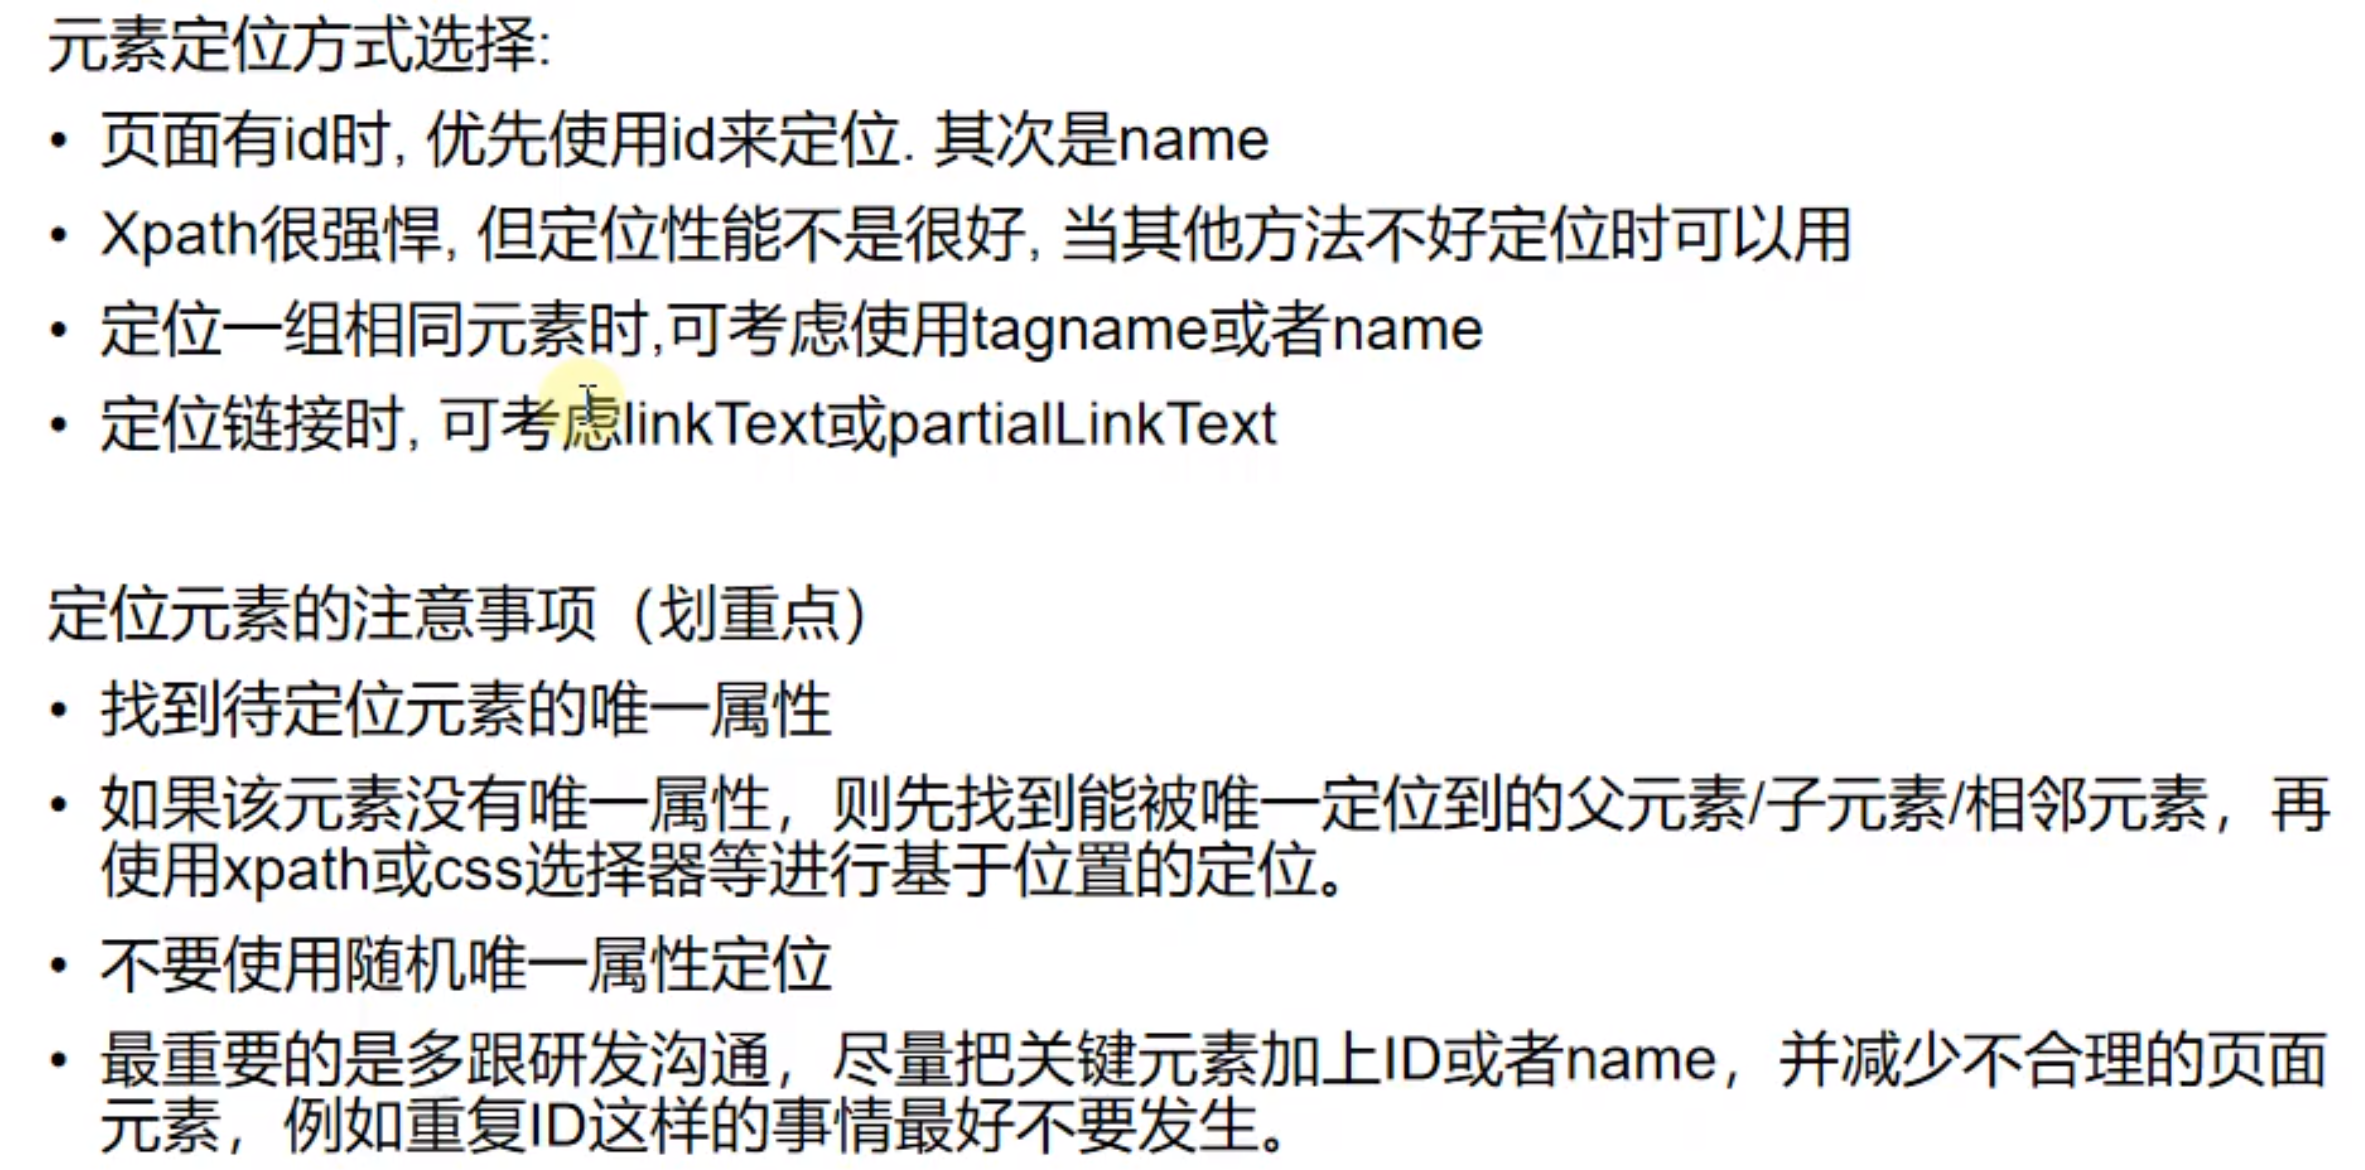 元素定位方式选择:
• 页面有id时, 优先使用id来定位. 其次是name
• Xpath很强悍, 但定位性能不是很好, 当其他方法不好定位时可以用
• 定位一组相同元素时,可考虑使用tagname或者name
• 定位链接时, 可考虑linkText或partialLinkText
定位元素的注意事项（划重点）
• 找到待定位元素的唯一属性
• 如果该元素没有唯一属性，则先找到能被唯一定位到的父元素/子元素/相邻元素，再
使用xpath或css选择器等进行基于位置的定位。
• 不要使用随机唯一属性定位
• 最重要的是多跟研发沟通，尽量把关键元素加上ID或者name，并减少不合理的页面
元素，例如重复ID这样的事情最好不要发生。